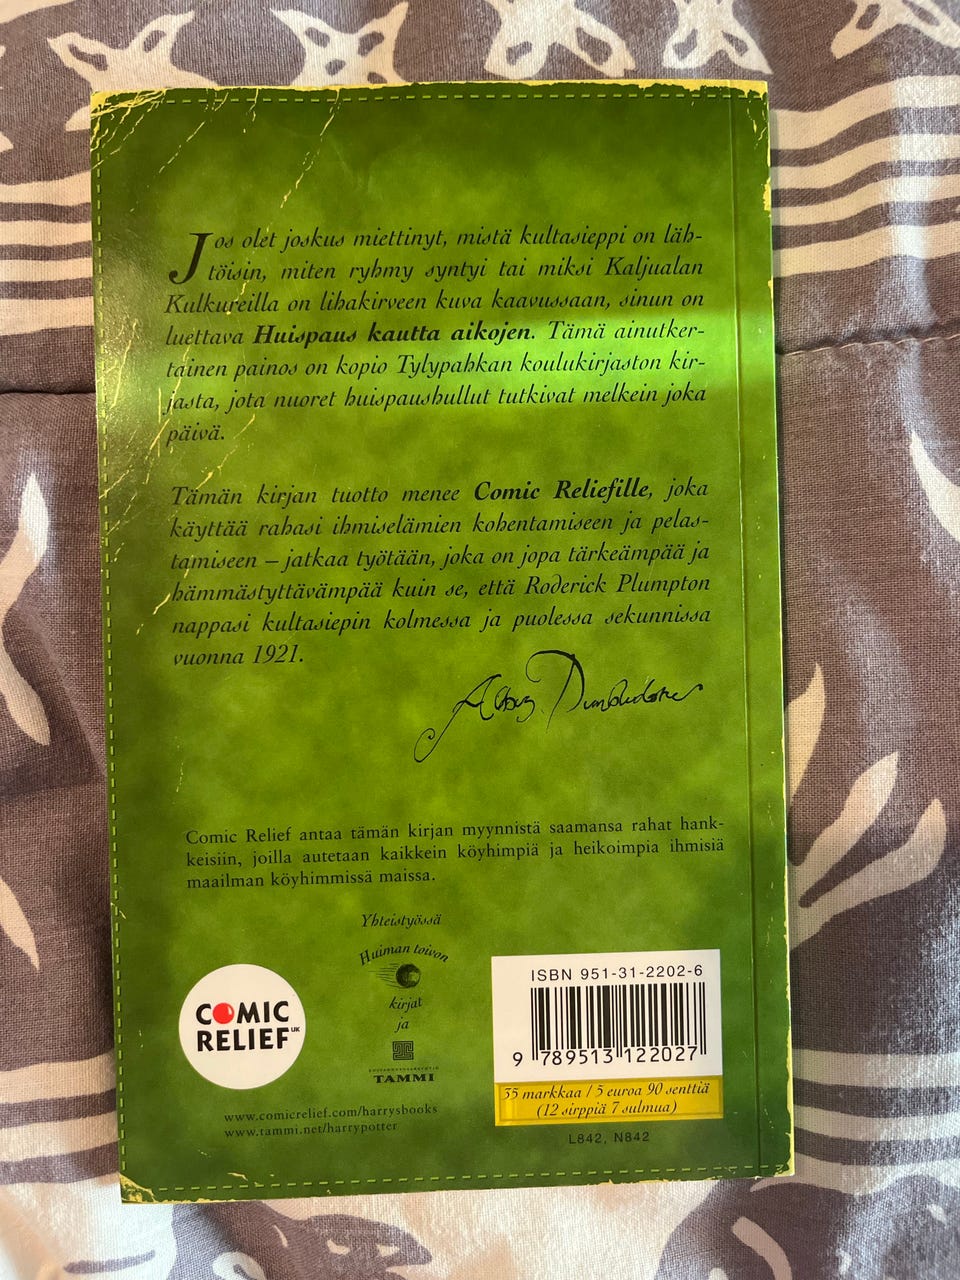 Jos olet joskus miettinyt, mistä kultasieppi on läh-
töisin, miten ryhmy syntyi tai miksi Kaljualan
Kulkureilla on lihakirveen kuva kaavussaan, sinun on
luettava Huispaus kautta aikojen. Tämä ainutker-
tainen painos on kopio Tylypahkan koulukirjaston kir-
jasta, jota nuoret huispaushullut tutkivat melkein joka
päivä.
Tämän kirjan tuotto menee Comic Reliefille, joka
käyttää rahasi ihmiselämien kohentamiseen ja pelas-
tamiseen – jatkaa työtään, joka on jopa tärkeämpää ja
hämmästyttävämpää kuin se, että Roderick Plumpton
nappasi kultasiepin kolmessa ja puolessa sekunnissa
vuonna 1921.
Albus Dumbledore
Comic Relief antaa tämän kirjan myynnistä saamansa rahat hank-
keisiin, joilla autetaan kaikkein köyhimpiä ja heikoimpia ihmisiä
maailman köyhimmissä maissa.
Yhteistyössä
Huiman toivon
kirjat
ja
KUSTANNUSOSAKEYHTIÖ
TAMMI
COMIC
RELIEF UK
www.comicrelief.com/harrysbooks
www.tammi.net/harrypotter
ISBN 951-31-2202-6
9 789513 122027
35 markkaa / 5 euroa 90 senttiä
(12 sirppiä 7 sulmua)
L842, N842